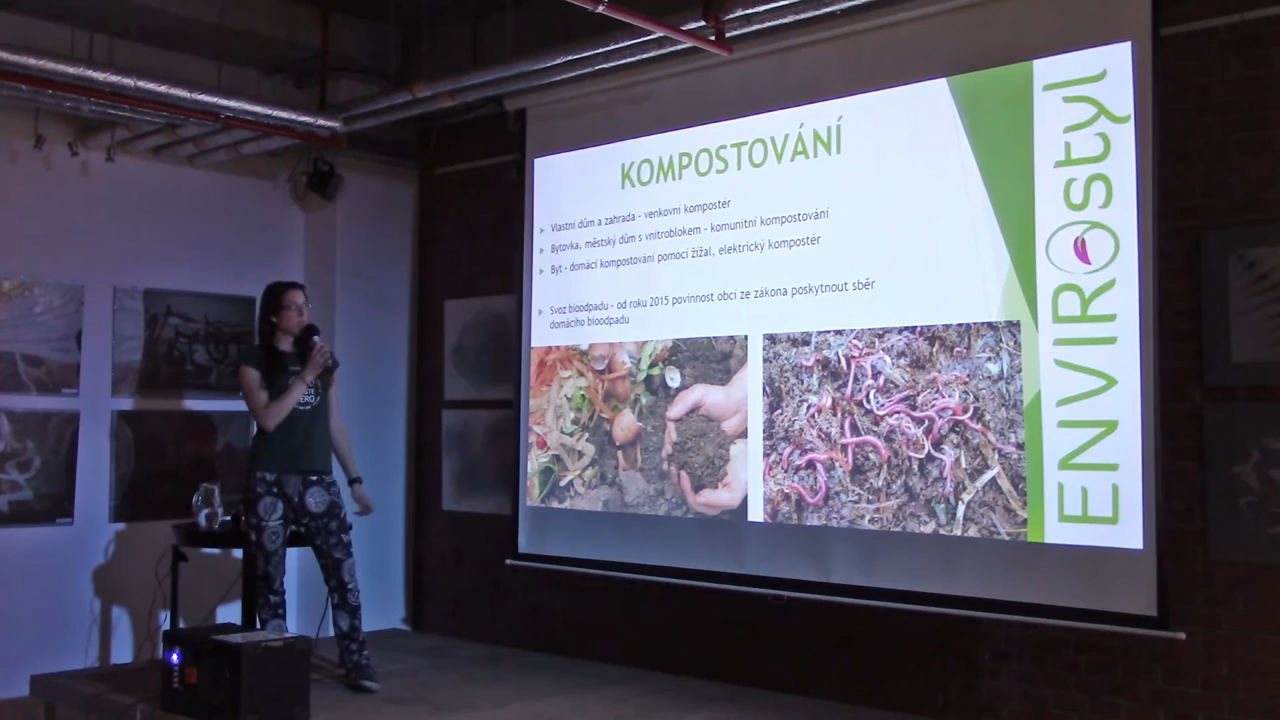 KOMPOSTOVÁNÍ
Vlastní dům a zahrada - venkovní kompostér
Bytovka, městský dům s vnitroblokem - komunitní kompostování
Byt - domácí kompostování pomocí žížal, elektrický kompostér
Svoz bioodpadu - od roku 2015 povinnost obcí ze zákona poskytnout sběr
domácího bioodpadu
ENVIROstyl